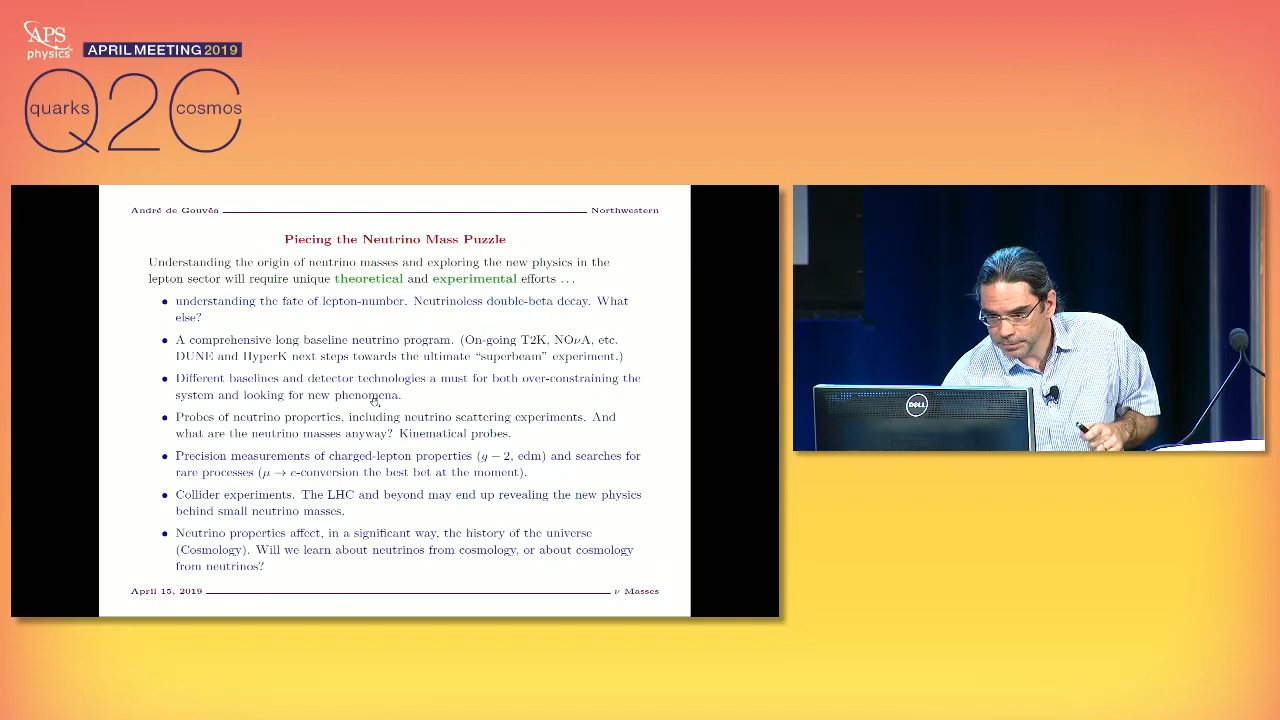 APS
physics
APRIL MEETING 2019
Q2C
quarks
cosmos
André de Gouvêa
Northwestern
Piecing the Neutrino Mass Puzzle
Understanding the origin of neutrino masses and exploring the new physics in the
lepton sector will require unique theoretical and experimental efforts . . .
• understanding the fate of lepton-number. Neutrinoless double-beta decay. What
else?
• A comprehensive long baseline neutrino program. (On-going T2K, NOνA, etc.
DUNE and HyperK next steps towards the ultimate “superbeam” experiment.)
• Different baselines and detector technologies a must for both over-constraining the
system and looking for new phenomena.
• Probes of neutrino properties, including neutrino scattering experiments. And
what are the neutrino masses anyway? Kinematical probes.
• Precision measurements of charged-lepton properties (g − 2, edm) and searches for
rare processes (μ → e-conversion the best bet at the moment).
• Collider experiments. The LHC and beyond may end up revealing the new physics
behind small neutrino masses.
• Neutrino properties affect, in a significant way, the history of the universe
(Cosmology). Will we learn about neutrinos from cosmology, or about cosmology
from neutrinos?
April 15, 2019
ν Masses
DELL